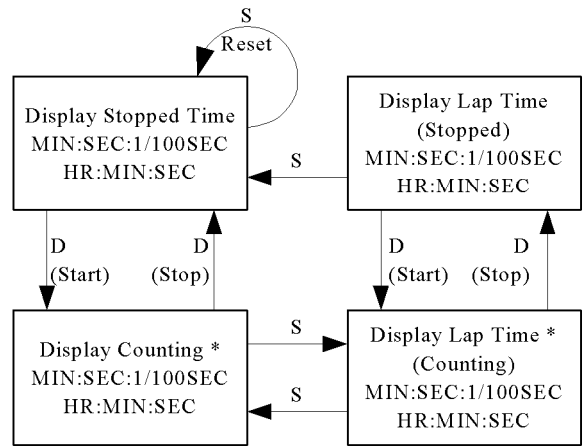 S
Reset
Display Stopped Time
MIN:SEC:1/100SEC
HR:MIN:SEC
Display Lap Time
(Stopped)
MIN:SEC:1/100SEC
HR:MIN:SEC
S
D
(Start)
D
(Stop)
D
(Start)
D
(Stop)
Display Counting *
MIN:SEC:1/100SEC
HR:MIN:SEC
S
S
Display Lap Time *
(Counting)
MIN:SEC:1/100SEC
HR:MIN:SEC